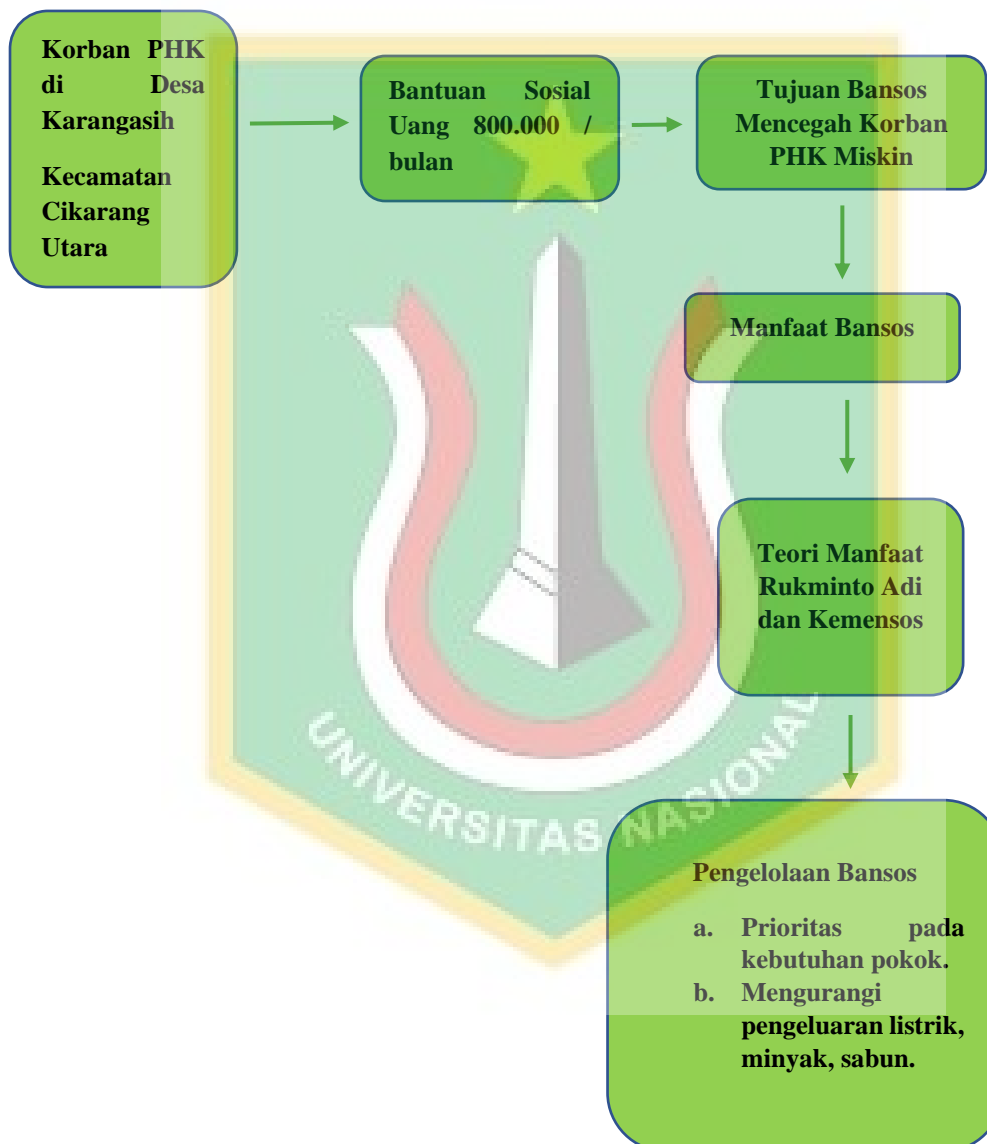 Korban PHK
di Desa
Karangasih
Kecamatan
Cikarang
Utara
Bantuan Sosial
Uang 800.000 /
bulan
Tujuan Bansos
Mencegah Korban
PHK Miskin
Manfaat Bansos
Teori Manfaat
Rukminto Adi
dan Kemensos
UNIVERSITAS NASIONAL
Pengelolaan Bansos
a. Prioritas pada
kebutuhan pokok.
b. Mengurangi
pengeluaran listrik,
minyak, sabun.